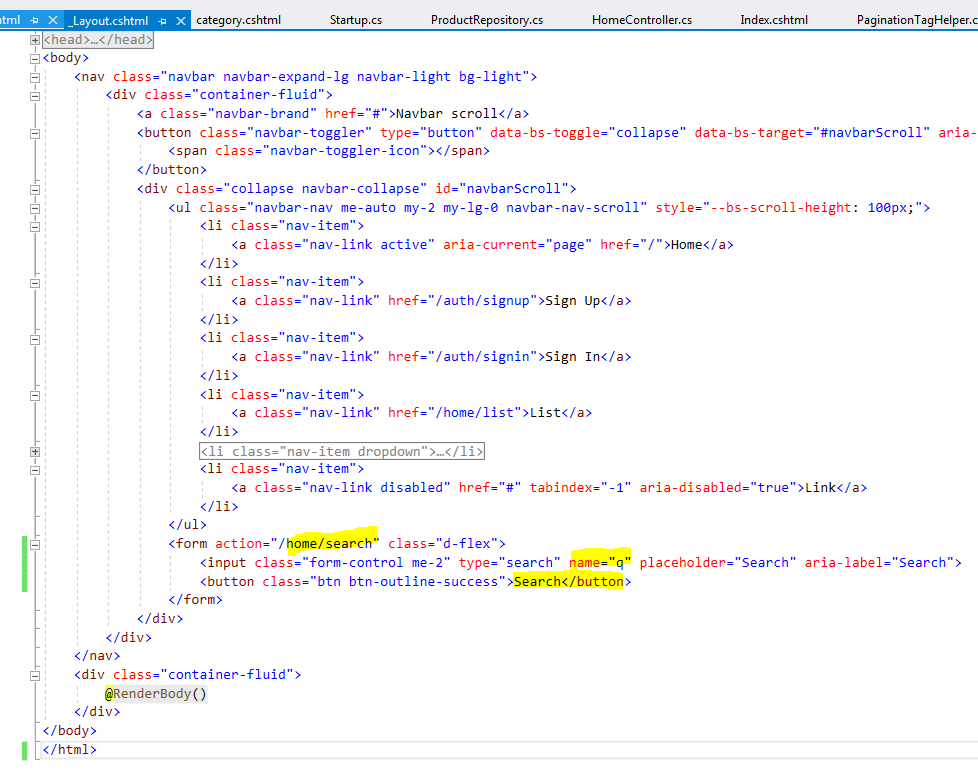 html
_Layout.cshtml
category.cshtml
Startup.cs
ProductRepository.cs
HomeController.cs
Index.cshtml
PaginationTagHelper.c
<head>…</head>
<body>
<nav class="navbar navbar-expand-lg navbar-light bg-light">
<div class="container-fluid">
<a class="navbar-brand" href="#">Navbar scroll</a>
<button class="navbar-toggler" type="button" data-bs-toggle="collapse" data-bs-target="#navbarScroll" aria-
<span class="navbar-toggler-icon"></span>
</button>
<div class="collapse navbar-collapse" id="navbarScroll">
<ul class="navbar-nav me-auto my-2 my-lg-0 navbar-nav-scroll" style="--bs-scroll-height: 100px;">
<li class="nav-item">
<a class="nav-link active" aria-current="page" href="/">Home</a>
</li>
<li class="nav-item">
<a class="nav-link" href="/auth/signup">Sign Up</a>
</li>
<li class="nav-item">
<a class="nav-link" href="/auth/signin">Sign In</a>
</li>
<li class="nav-item">
<a class="nav-link" href="/home/list">List</a>
</li>
<li class="nav-item dropdown">…</li>
<li class="nav-item">
<a class="nav-link disabled" href="#" tabindex="-1" aria-disabled="true">Link</a>
</li>
</ul>
<form action="/home/search" class="d-flex">
<input class="form-control me-2" type="search" name="q" placeholder="Search" aria-label="Search">
<button class="btn btn-outline-success">Search</button>
</form>
</div>
</div>
</nav>
<div class="container-fluid">
@RenderBody()
</div>
</body>
</html>